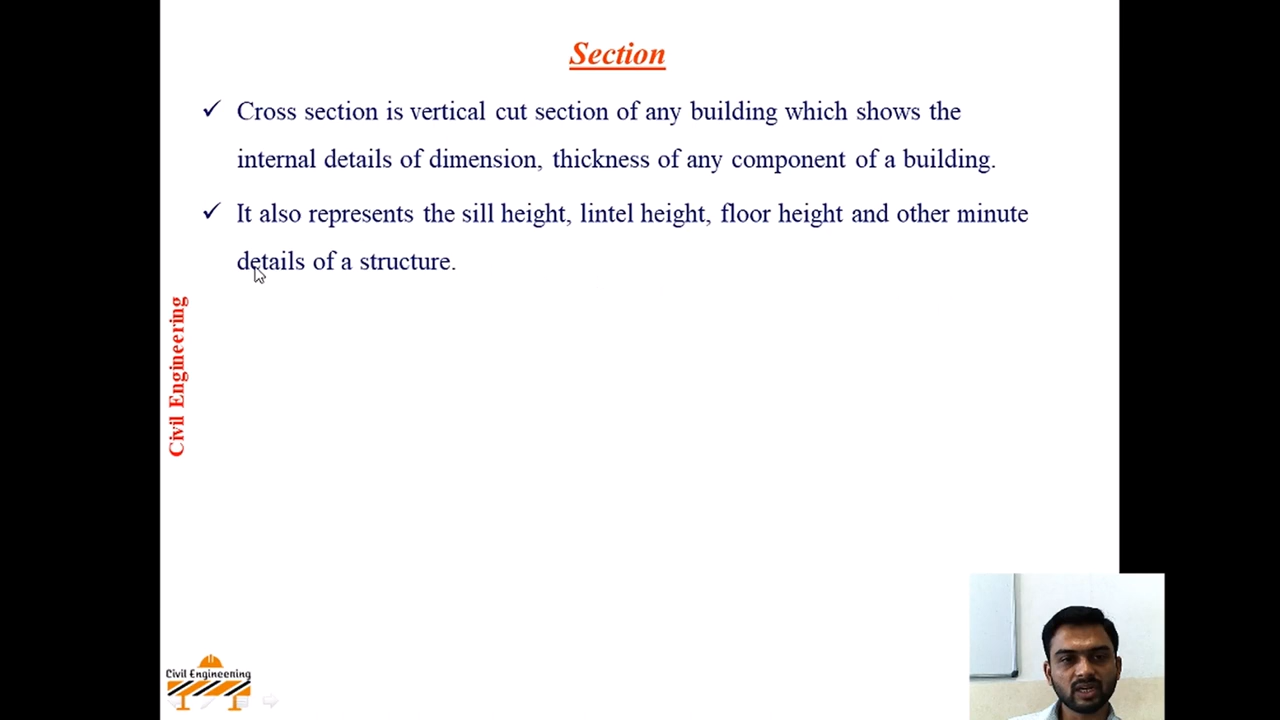 Section
✓ Cross section is vertical cut section of any building which shows the
internal details of dimension, thickness of any component of a building.
✓ It also represents the sill height, lintel height, floor height and other minute
details of a structure.
Civil Engineering
Civil Engineering